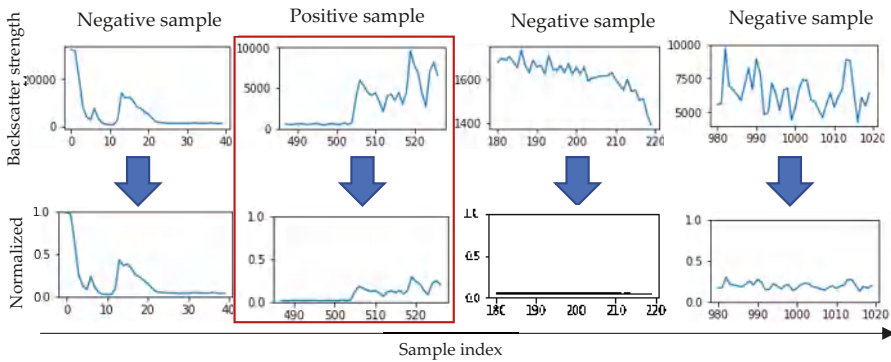 Negative sample
Positive sample
Negative sample
Negative sample
Backscatter strength
20000
0
0 10 20 30 40
10000
5000
0
490 500 510 520
1600
1400
180 190 200 210 220
10000
7500
5000
980 990 1000 1010 1020
Normalized
1.0
0.5
0.0
0 10 20 30 40
1.0
0.5
0.0
490 500 510 520
0.5
180 190 200 210 220
1.0
0.5
0.0
980 990 1000 1010 1020
Sample index